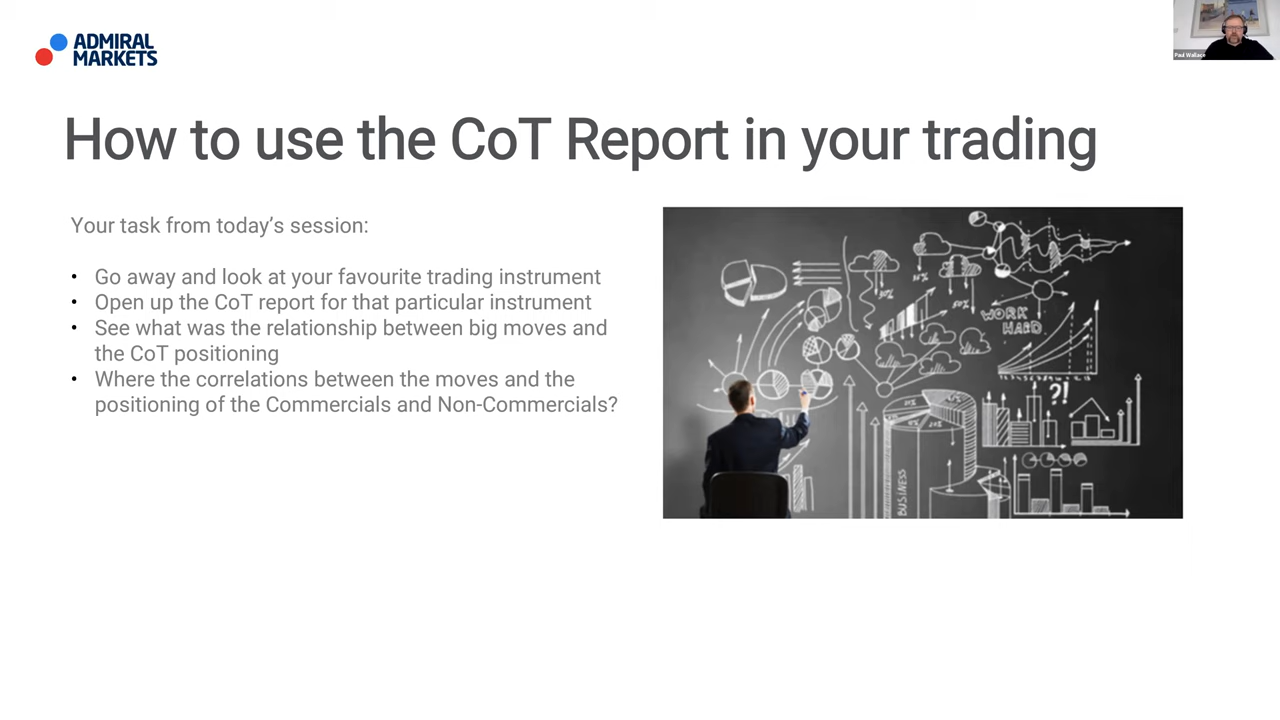 ADMIRAL
MARKETS
Paul Wallace
How to use the CoT Report in your trading
Your task from today’s session:
• Go away and look at your favourite trading instrument
• Open up the CoT report for that particular instrument
• See what was the relationship between big moves and
the CoT positioning
• Where the correlations between the moves and the
positioning of the Commercials and Non-Commercials?
30%
50%
WORK
HARD
?!
BUSINESS